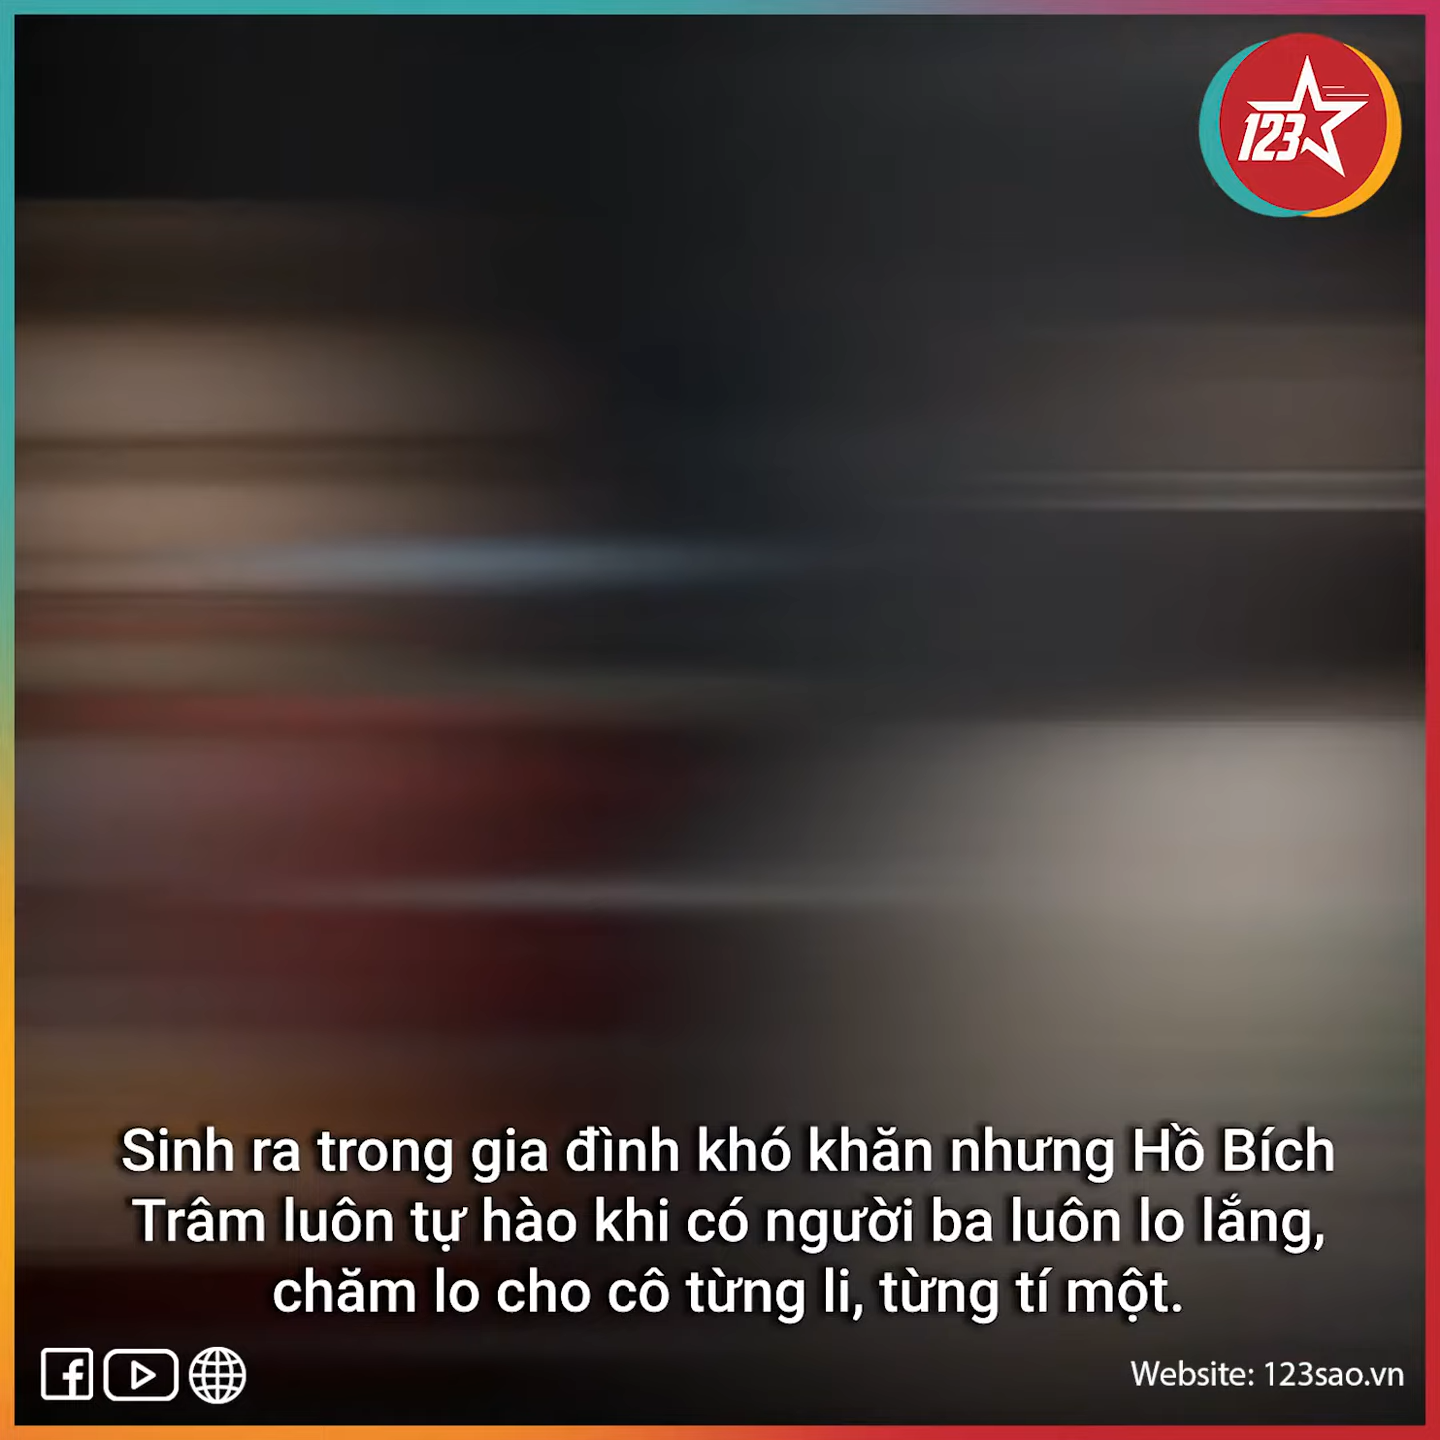 123
Sinh ra trong gia đình khó khăn nhưng Hồ Bích
Trâm luôn tự hào khi có người ba luôn lo lắng,
chăm lo cho cô từng li, từng tí một.
Website: 123sao.vn